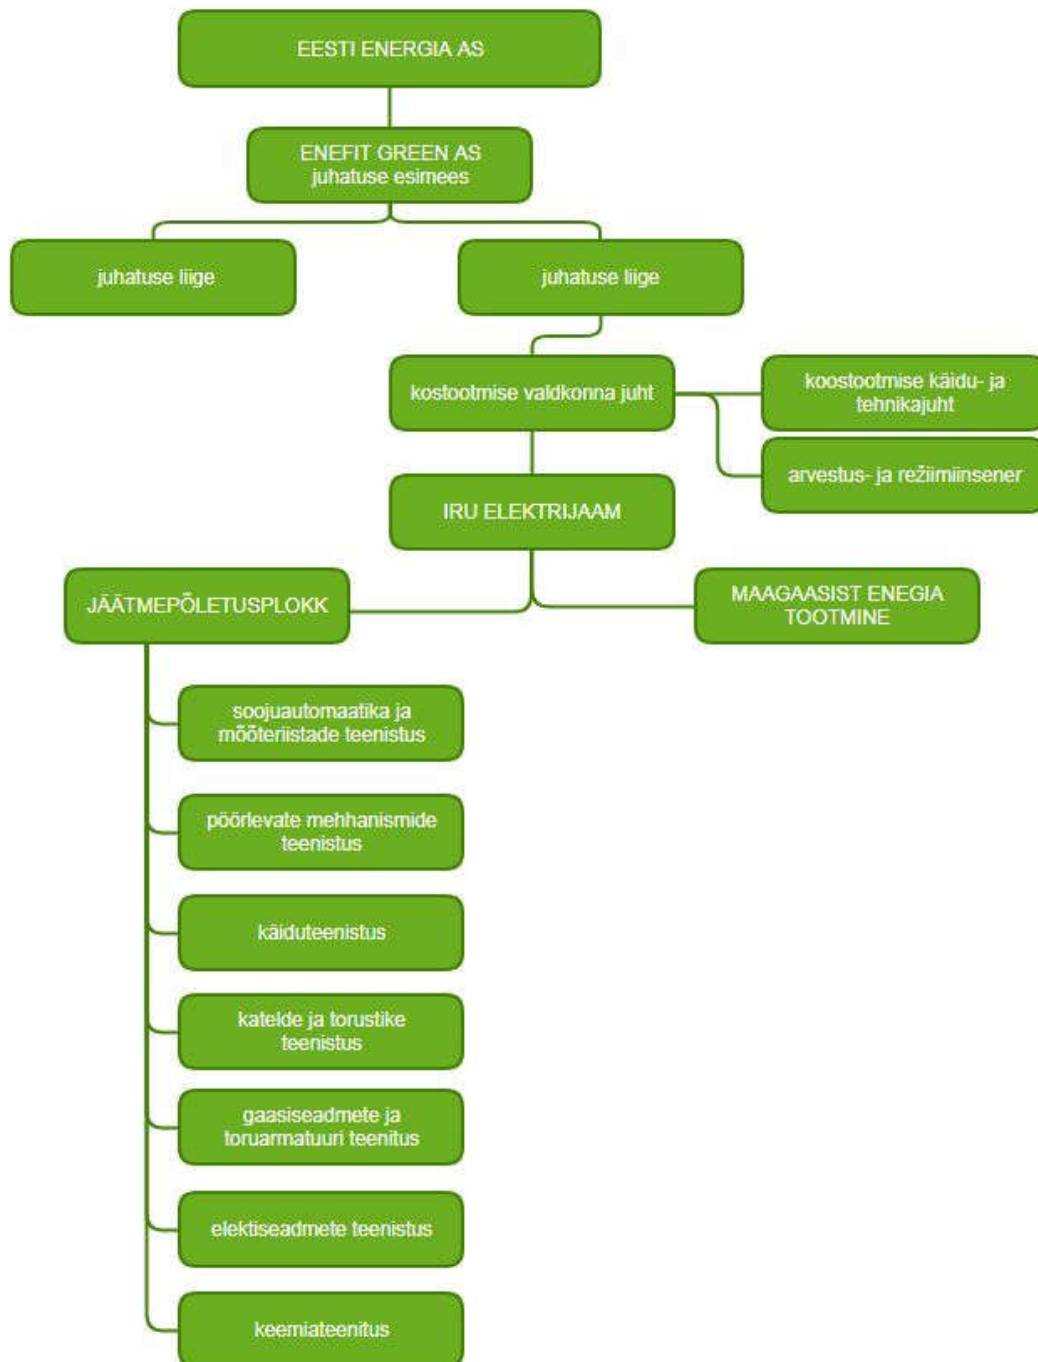 EESTI ENERGIA AS
ENEFIT GREEN AS
juhatuse esimees
juhatuse liige
juhatuse liige
kostootmise valdkonna juht
koostootmise käidu- ja
tehnikajuht
arvestus- ja režiimiinsener
IRU ELEKTRIJAAM
JÄÄTMEPÕLETUSPLOKK
MAAGAASIST ENEGIA
TOOTMINE
soojuautomaatika ja
mõõteriistade teenistus
pöörlevate mehhanismide
teenistus
käiduteenistus
katelde ja torustike
teenistus
gaasiseadmete ja
toruarmatuuri teenitus
elektiseadmete teenistus
keemiateenitus